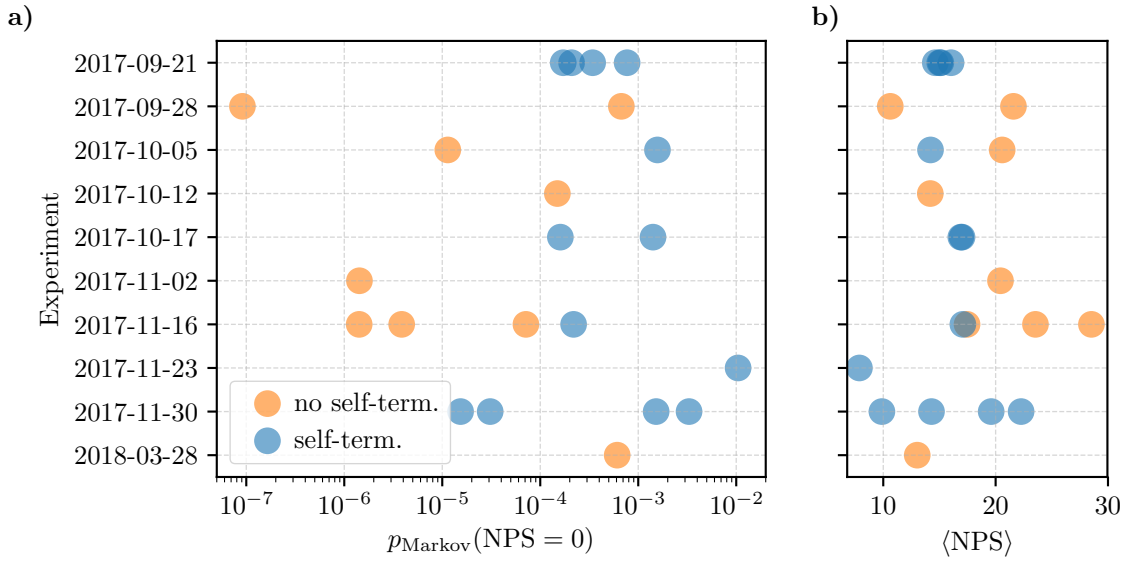 a)
b)
Experiment
2017-09-21
2017-09-28
2017-10-05
2017-10-12
2017-10-17
2017-11-02
2017-11-16
2017-11-23
2017-11-30
2018-03-28
no self-term.
self-term.
10⁻⁷ 10⁻⁶ 10⁻⁵ 10⁻⁴ 10⁻³ 10⁻²
p_Markov(NPS = 0)
10 20 30
⟨NPS⟩